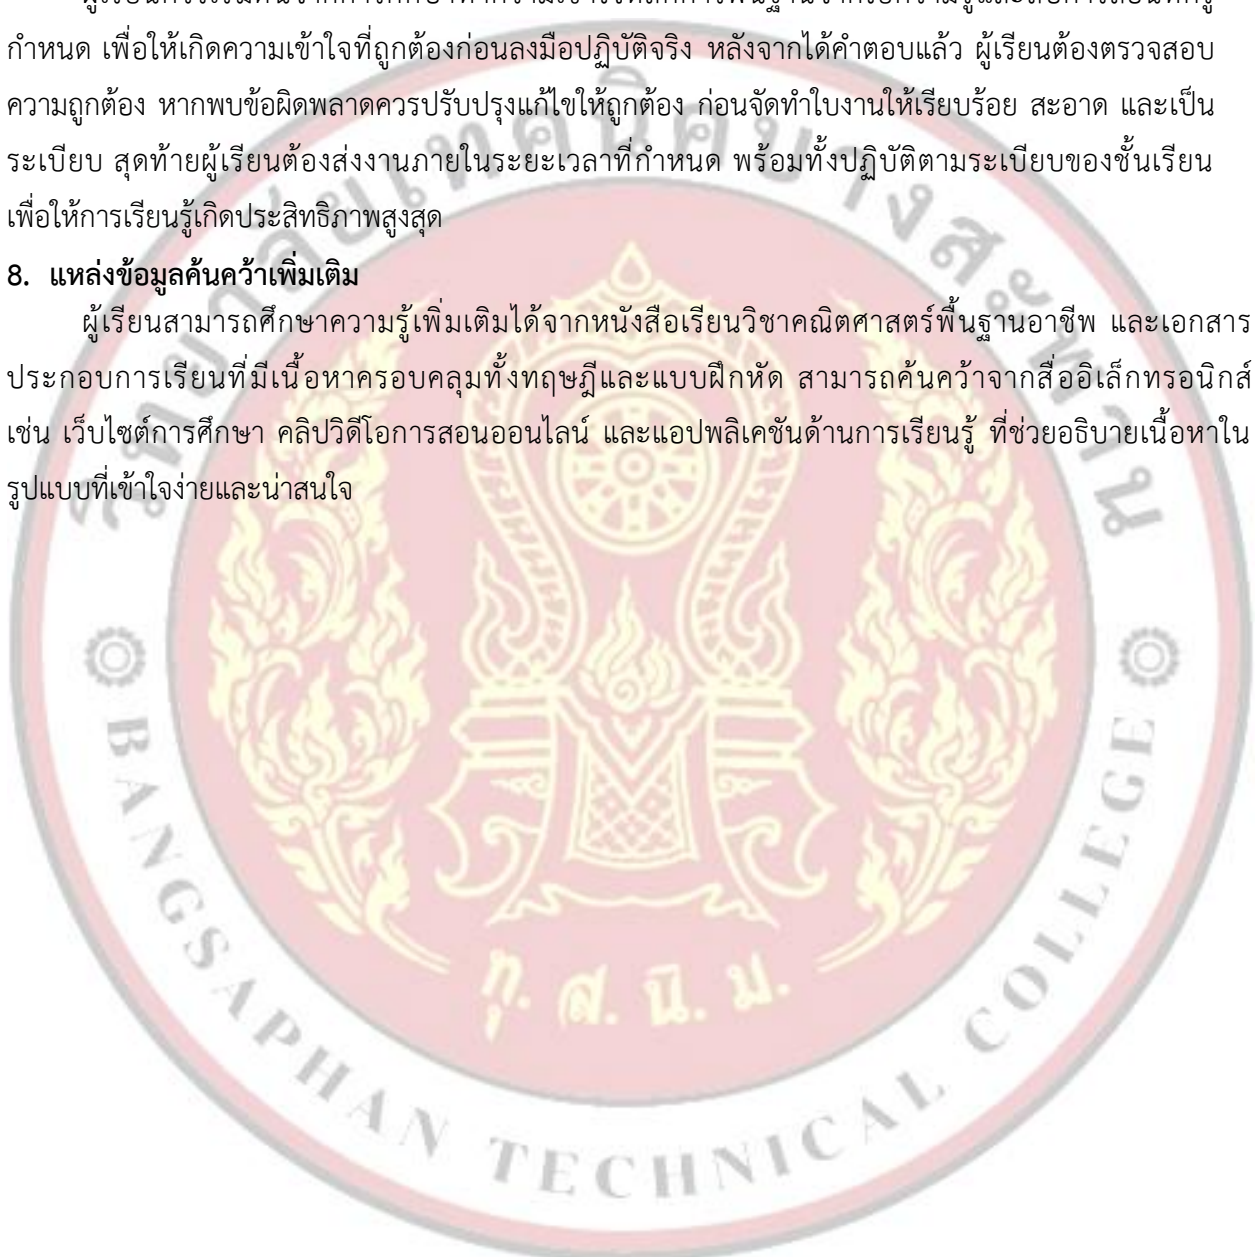 กำหนด เพื่อให้เกิดความเข้าใจที่ถูกต้องก่อนลงมือปฏิบัติจริง หลังจากได้คำตอบแล้ว ผู้เรียนต้องตรวจสอบ
ความถูกต้อง หากพบข้อผิดพลาดควรปรับปรุงแก้ไขให้ถูกต้อง ก่อนจัดทำใบงานให้เรียบร้อย สะอาด และเป็น
ระเบียบ สุดท้ายผู้เรียนต้องส่งงานภายในระยะเวลาที่กำหนด พร้อมทั้งปฏิบัติตามระเบียบของชั้นเรียน
เพื่อให้การเรียนรู้เกิดประสิทธิภาพสูงสุด
8. แหล่งข้อมูลค้นคว้าเพิ่มเติม
ผู้เรียนสามารถศึกษาความรู้เพิ่มเติมได้จากหนังสือเรียนวิชาคณิตศาสตร์พื้นฐานอาชีพ และเอกสาร
ประกอบการเรียนที่มีเนื้อหาครอบคลุมทั้งทฤษฎีและแบบฝึกหัด สามารถค้นคว้าจากสื่ออิเล็กทรอนิกส์
เช่น เว็บไซต์การศึกษา คลิปวิดีโอการสอนออนไลน์ และแอปพลิเคชันด้านการเรียนรู้ ที่ช่วยอธิบายเนื้อหาใน
รูปแบบที่เข้าใจง่ายและน่าสนใจ
วิทยาลัยเทคนิคบางสะพาน
ทุ. ส. นิ. ม.
BANGSAPHAN TECHNICAL COLLEGE